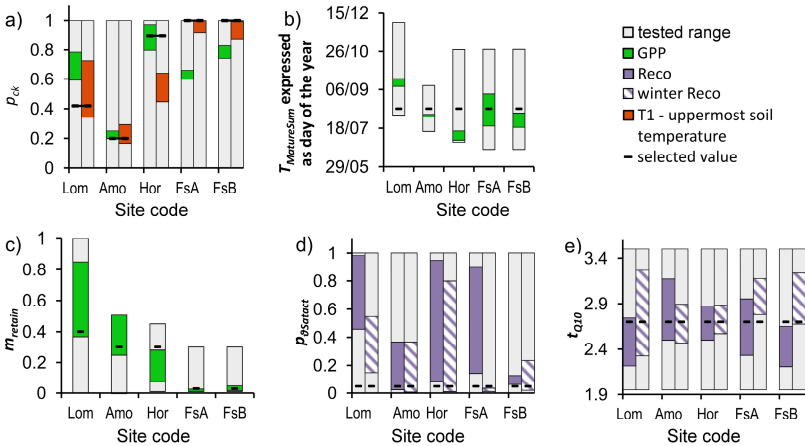 a)
1
0.8
0.6
0.4
0.2
0
p_ck
Lom Amo Hor FsA FsB
Site code
b)
15/12
26/10
06/09
18/07
29/05
T_MatureSum expressed
as day of the year
Lom Amo Hor FsA FsB
Site code
tested range
GPP
Reco
winter Reco
T1 - uppermost soil
temperature
selected value
c)
1
0.8
0.6
0.4
0.2
0
m_retain
Lom Amo Hor FsA FsB
Site code
d)
1
0.8
0.6
0.4
0.2
0
p_θSatact
Lom Amo Hor FsA FsB
Site code
e)
3.4
2.9
2.4
1.9
t_Q10
Lom Amo Hor FsA FsB
Site code